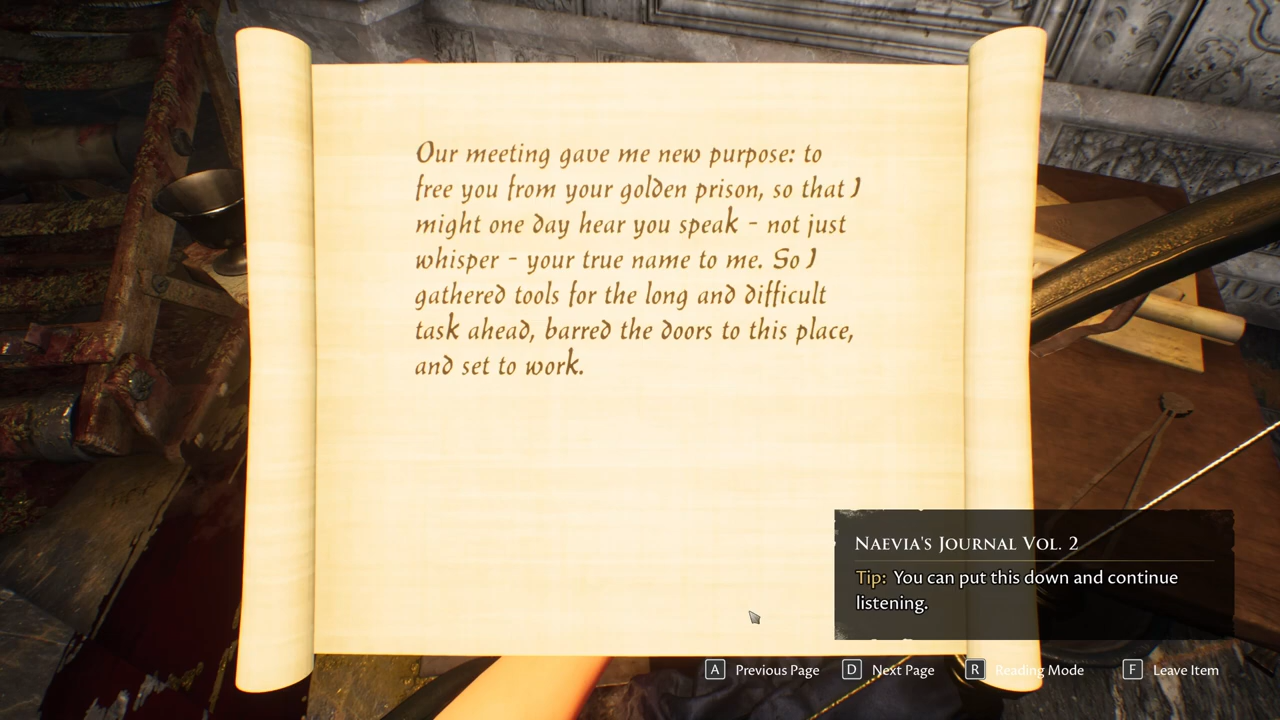 Our meeting gave me new purpose: to
free you from your golden prison, so that I
might one day hear you speak - not just
whisper - your true name to me. So I
gathered tools for the long and difficult
task ahead, barred the doors to this place,
and set to work.
Naevia's Journal Vol. 2
Tip: You can put this down and continue
listening.
A Previous Page D Next Page R Reading Mode F Leave Item